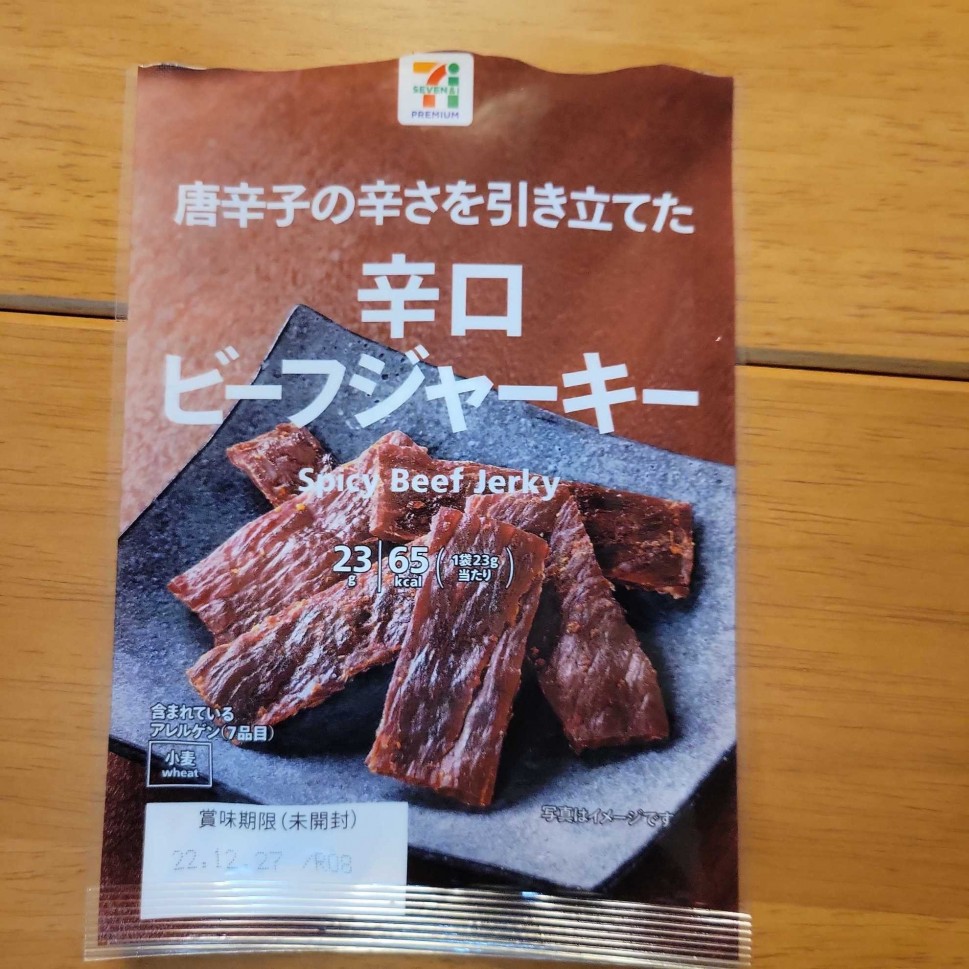 SEVEN&i
PREMIUM
唐辛子の辛さを引き立てた
辛口
ビーフジャーキー
Spicy Beef Jerky
23g 65kcal (1袋23g当たり)
含まれている
アレルゲン(7品目)
小麦
wheat
写真はイメージです
賞味期限(未開封)
22.12.27 /R08